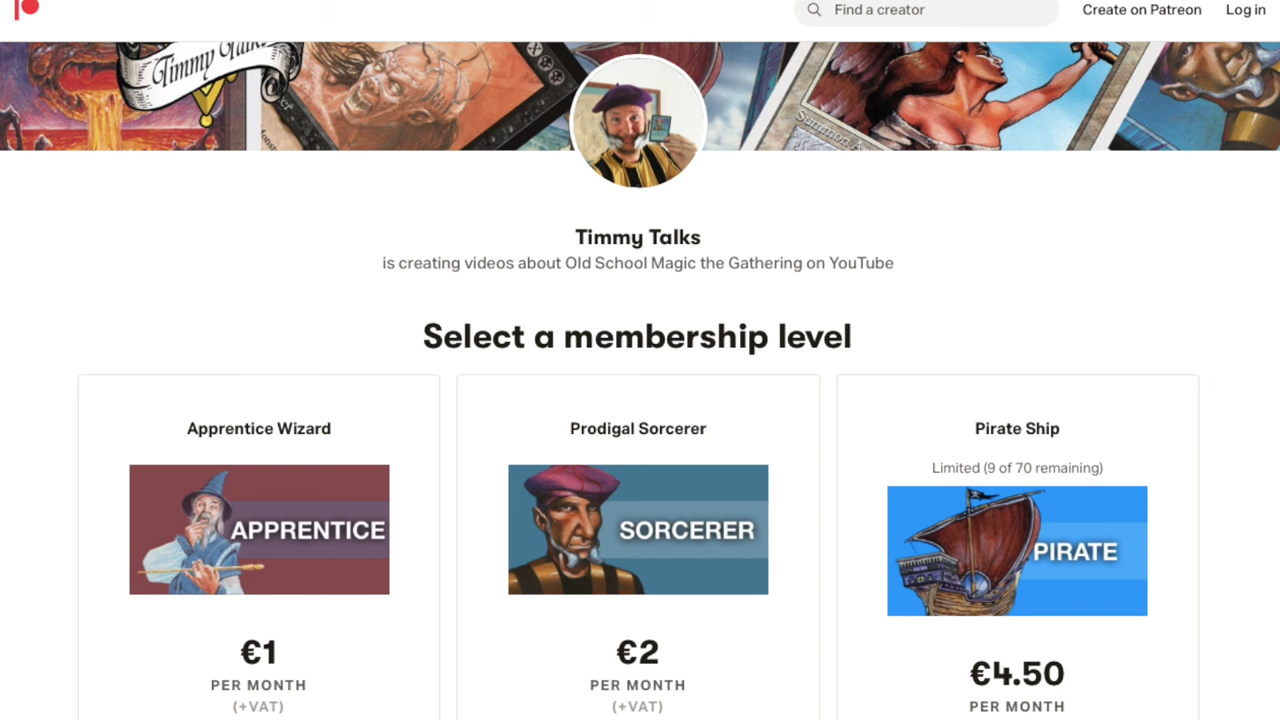 Find a creator
Create on Patreon
Log in
Timmy Talks
Summon A
Timmy Talks
is creating videos about Old School Magic the Gathering on YouTube
Select a membership level
Apprentice Wizard
Prodigal Sorcerer
Pirate Ship
Limited (9 of 70 remaining)
APPRENTICE
SORCERER
PIRATE
€1
PER MONTH
(+VAT)
€2
PER MONTH
(+VAT)
€4.50
PER MONTH